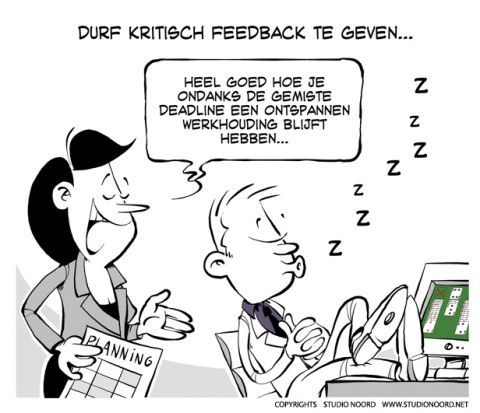 DURF KRITISCH FEEDBACK TE GEVEN...
HEEL GOED HOE JE
ONDANKS DE GEMISTE
DEADLINE EEN ONTSPANNEN
WERKHOUDING BLIJFT
HEBBEN...
Z
Z
Z
Z
Z
Z
Z
PLANNING
COPYRIGHTS STUDIO NOORD WWW.STUDIONOORD.NET